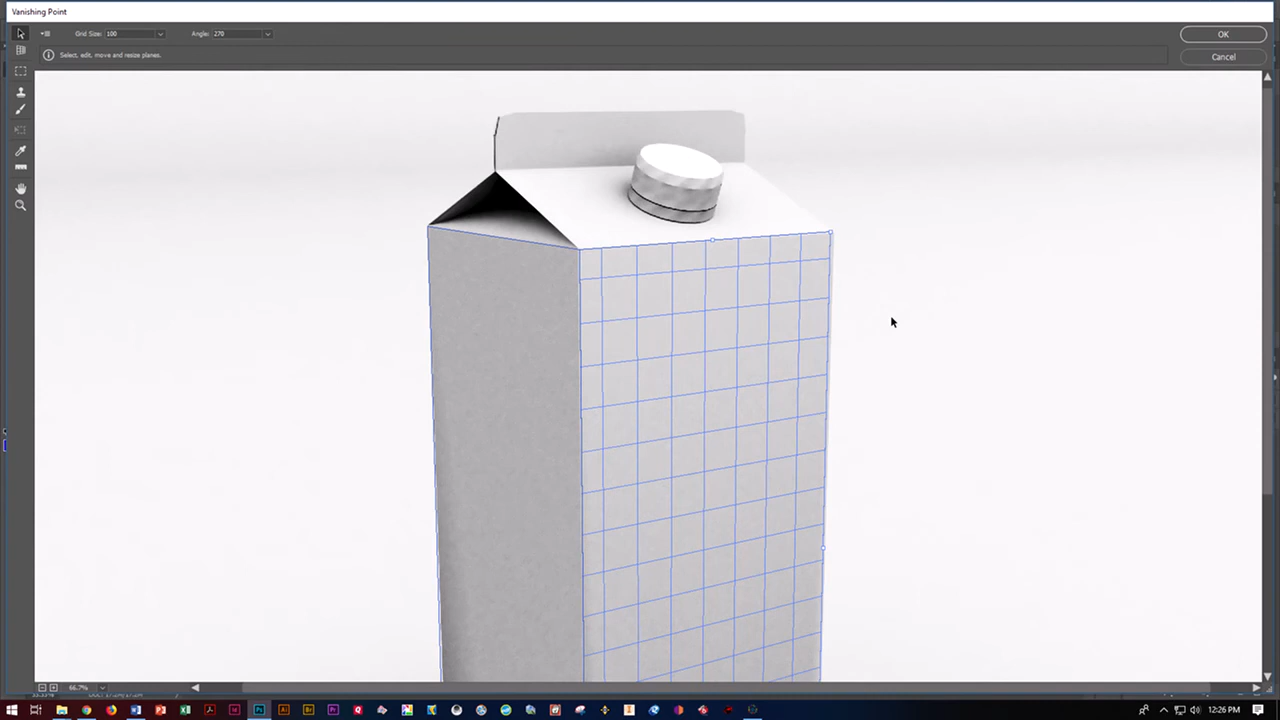 Vanishing Point
Grid Size: 100 Angle: 270 OK
Select, edit, move and resize planes. Cancel
66.7%
12:26 PM